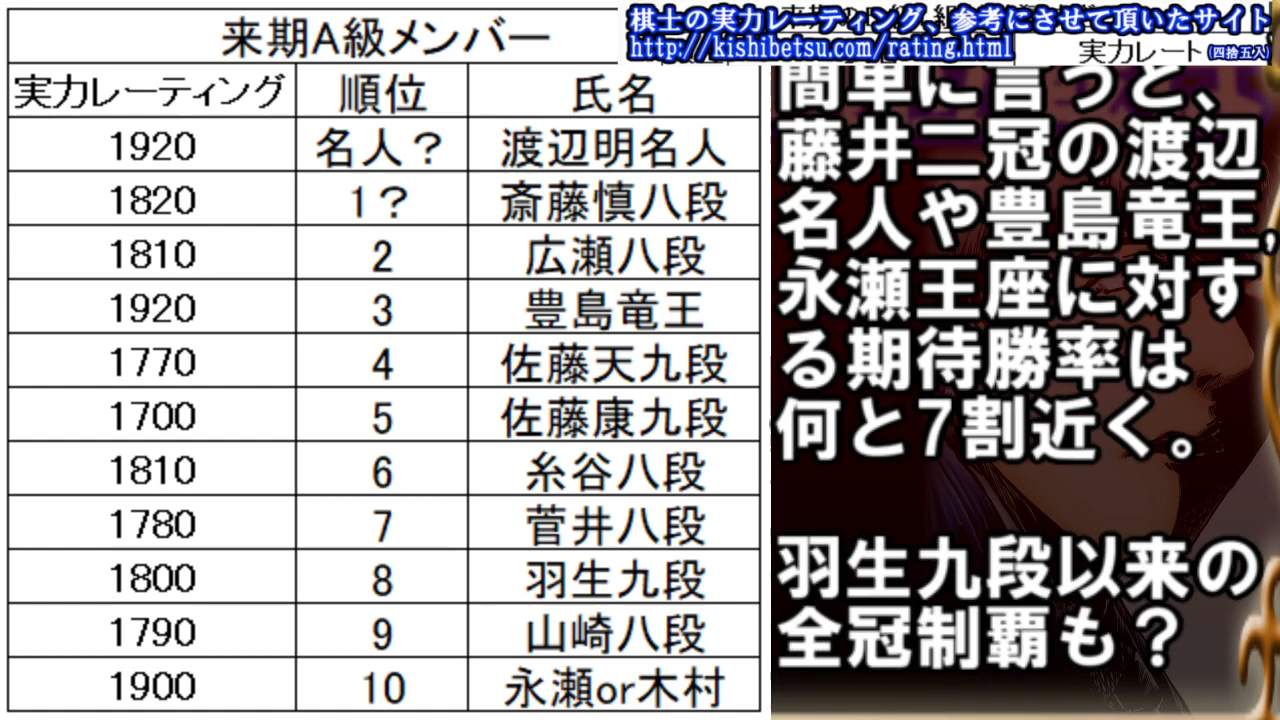 来期A級メンバー
実力レーティング 順位 氏名
1920 名人？ 渡辺明名人
1820 1？ 斎藤慎八段
1810 2 広瀬八段
1920 3 豊島竜王
1770 4 佐藤天九段
1700 5 佐藤康九段
1810 6 糸谷八段
1780 7 菅井八段
1800 8 羽生九段
1790 9 山崎八段
1900 10 永瀬or木村
棋士の実力レーティング、参考にさせて頂いたサイト
http://kishibetsu.com/rating.html
実力レート(四捨五入)
簡単に言うと、
藤井二冠の渡辺
名人や豊島竜王,
永瀬王座に対す
る期待勝率は
何と7割近く。
羽生九段以来の
全冠制覇も？